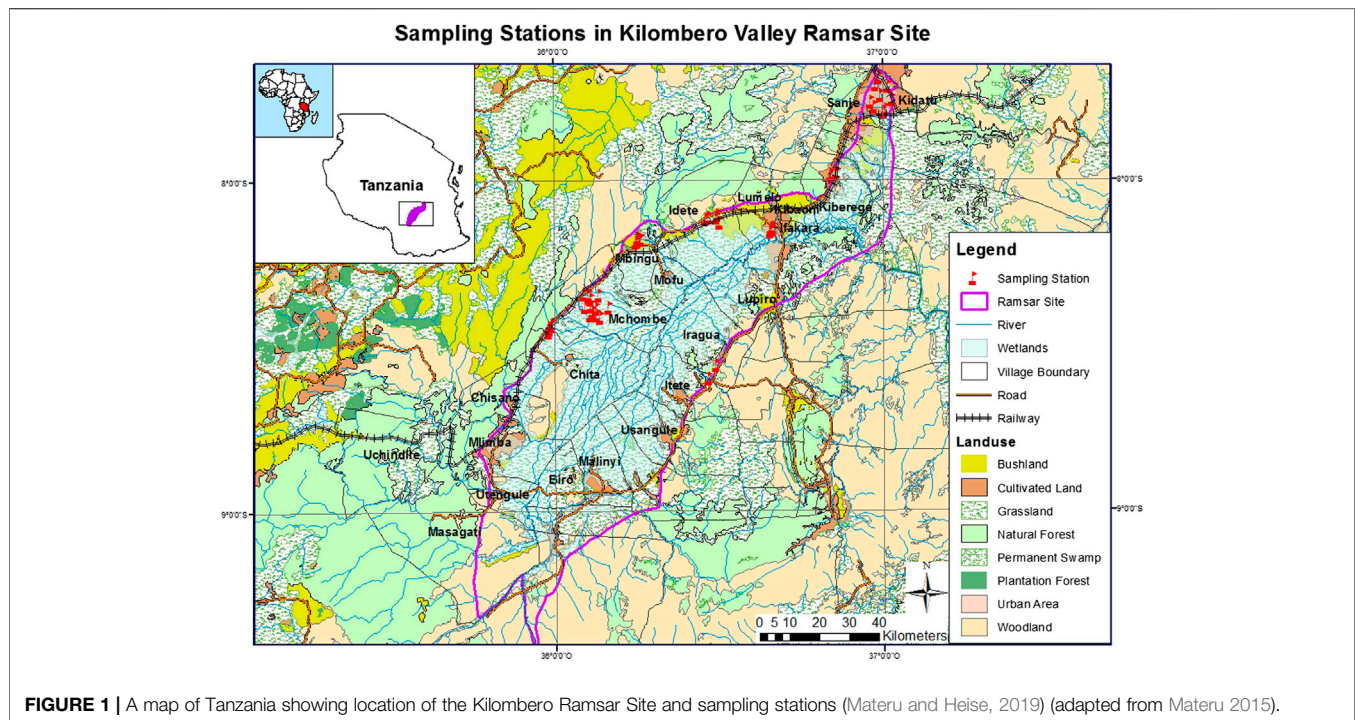 Sampling Stations in Kilombero Valley Ramsar Site
36°0'0"O
37°0'0"O
Tanzania
Sanje
Kidatu
8°0'0"S
8°0'0"S
Lumelo
Idete
Kibaoni
Kiberege
Ifakara
Mbingu
Mofu
Lupiro
Mchombe
Iragua
Chita
Itete
Chisano
Usangule
Mlimba
Uchindile
Malinyi
Biro
Utengule
9°0'0"S
9°0'0"S
Masagati
Legend
Sampling Station
Ramsar Site
River
Wetlands
Village Boundary
Road
Railway
Landuse
Bushland
Cultivated Land
Grassland
Natural Forest
Permanent Swamp
Plantation Forest
Urban Area
Woodland
N
0 5 10 20 30 40
Kilometers
36°0'0"O
37°0'0"O
FIGURE 1 | A map of Tanzania showing location of the Kilombero Ramsar Site and sampling stations (Materu and Heise, 2019) (adapted from Materu 2015).